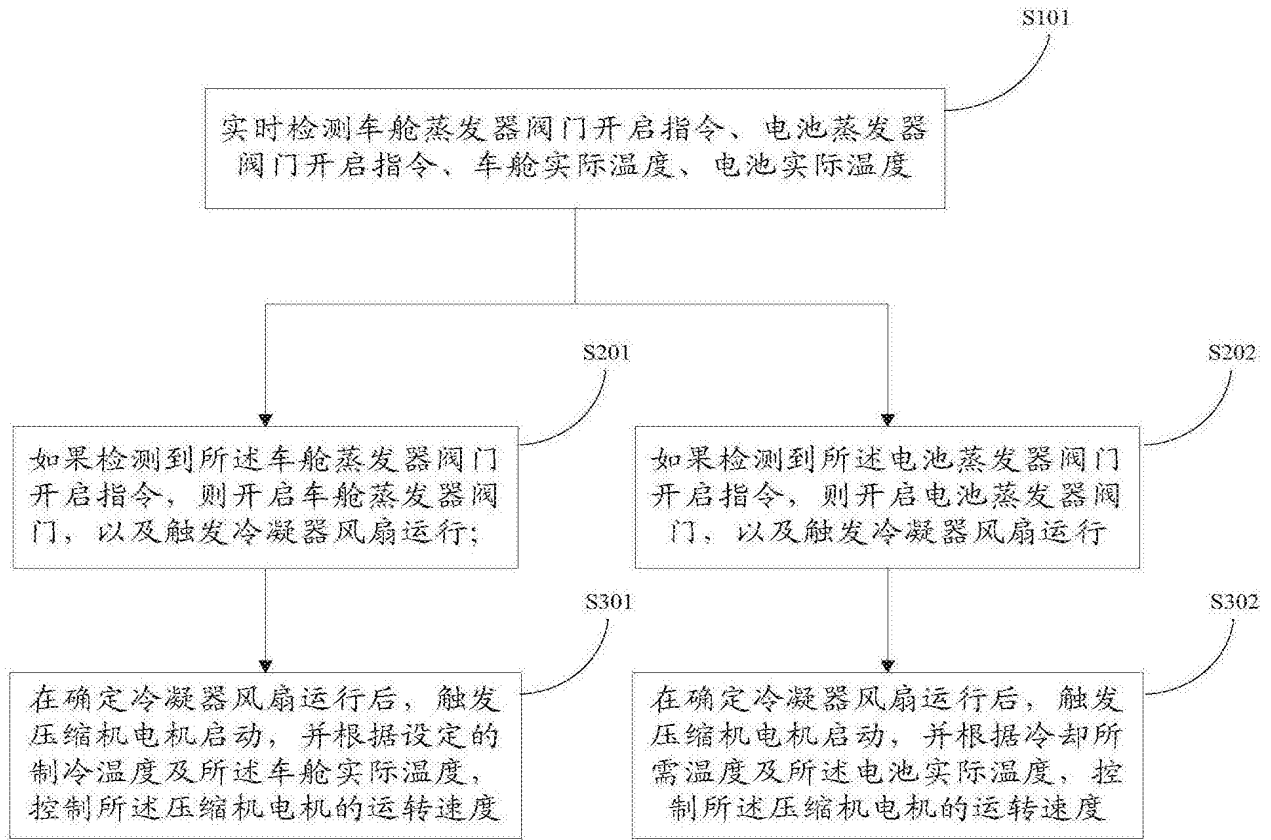 S101
实时检测车舱蒸发器阀门开启指令、电池蒸发器
阀门开启指令、车舱实际温度、电池实际温度
S201
如果检测到所述车舱蒸发器阀门
开启指令，则开启车舱蒸发器阀
门，以及触发冷凝器风扇运行；
S202
如果检测到所述电池蒸发器阀门
开启指令，则开启电池蒸发器阀
门，以及触发冷凝器风扇运行
S301
在确定冷凝器风扇运行后，触发
压缩机电机启动，并根据设定的
制冷温度及所述车舱实际温度，
控制所述压缩机电机的运转速度
S302
在确定冷凝器风扇运行后，触发
压缩机电机启动，并根据冷却所
需温度及所述电池实际温度，控
制所述压缩机电机的运转速度